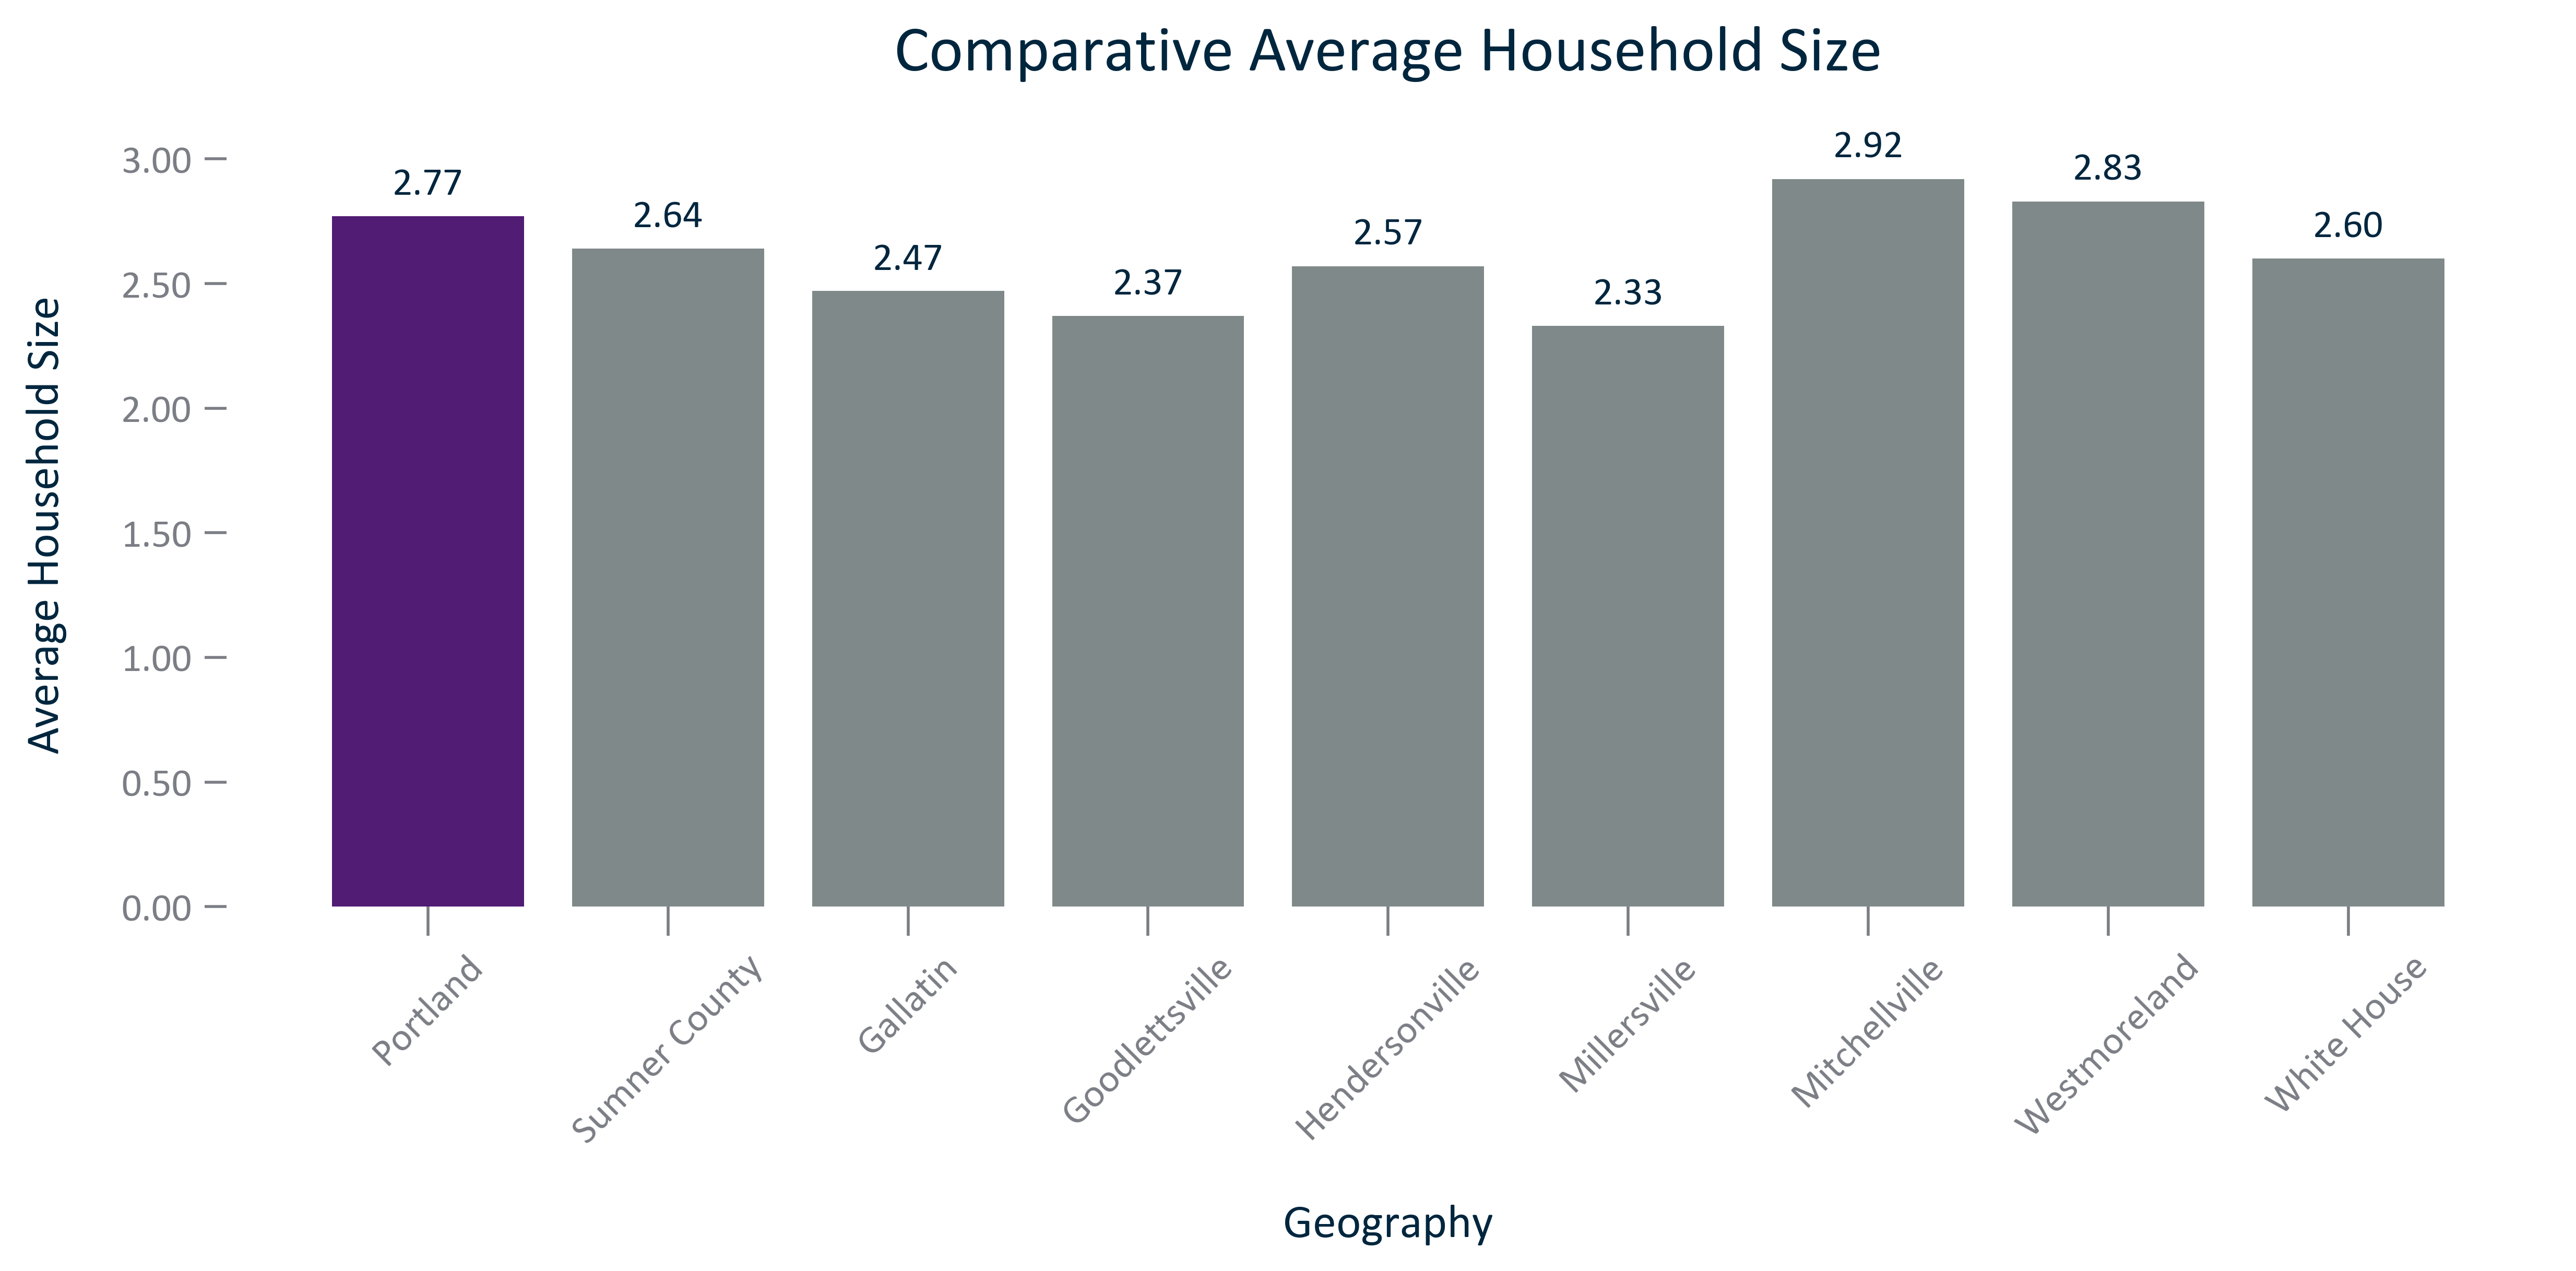 Comparative Average Household Size
Average Household Size
3.00
2.50
2.00
1.50
1.00
0.50
0.00
2.77
2.64
2.47
2.37
2.57
2.33
2.92
2.83
2.60
Portland
Sumner County
Gallatin
Goodlettsville
Hendersonville
Millersville
Mitchellville
Westmoreland
White House
Geography